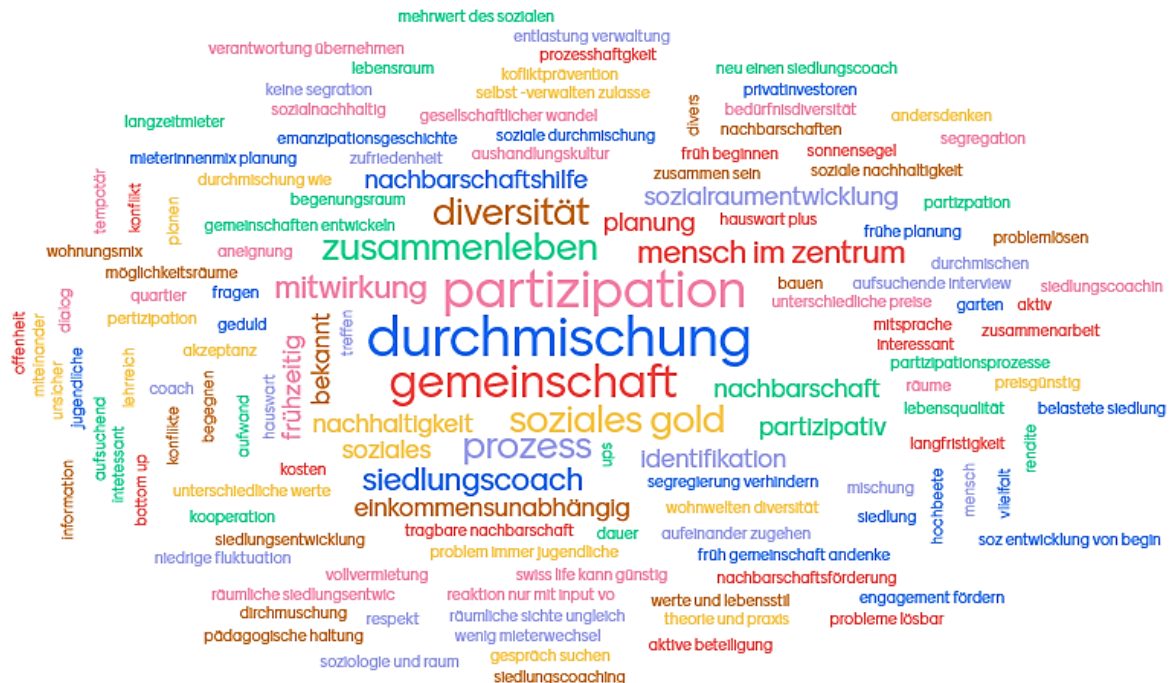 mehrwert des sozialen
entlastung verwaltung
verantwortung übernehmen
prozesshaftgkeit
lebensraum
kofliktprävention
neu einen siedlungscoach
keine segration
selbst -verwalten zulasse
privatinvestoren
sozialnachhaltig
gesellschaftlicher wandel
divers
bedürfnisdiversität
andersdenken
langzeitmieter
emanzipationsgeschichte
soziale durchmischung
nachbarschaften
segregation
mieterinnenmix planung
zufriedenheit
aushandlungskultur
früh beginnen
sonnensegel
tempotär
konflikt
planen
durchmischung wie
nachbarschaftshilfe
zusammen sein
soziale nachhaltigkeit
begenungsraum
diversität
sozialraumentwicklung
partizpation
gemeinschaften entwickeln
planung
hauswart plus
frühe planung
problemlösen
wohnungsmix
aneignung
zusammenleben
mensch im zentrum
durchmischen
möglichkeitsräume
quartier
fragen
mitwirkung
partizipation
bauen
aufsuchende interview
siedlungscoachin
unterschiedliche preise
garten
aktiv
offenheit
miteinander
dialog
pertizipation
geduld
treffen
durchmischung
mitsprache
interessant
zusammenarbeit
unsicher
jugendliche
lehrreich
akzeptanz
frühzeitig
bekannt
partizipationsprozesse
coach
begegnen
hauswart
gemeinschaft
nachbarschaft
räume
preisgünstig
aufsuchend
intetessant
konflikte
aufwand
nachhaltigkeit
soziales gold
partizipativ
lebensqualität
belastete siedlung
soziales
prozess
sups
identifikation
langfristigkeit
rendite
information
bottom up
kosten
siedlungscoach
segregierung verhindern
mischung
hochbeete
mensch
vlielfalt
unterschiedliche werte
einkommensunabhängig
wohnwelten diversität
kooperation
siedlung
siedlungsentwicklung
tragbare nachbarschaft
dauer
aufeinander zugehen
soz entwicklung von begin
niedrige fluktuation
problem immer jugendliche
früh gemeinschaft andenke
vollvermietung
swiss life kann günstig
nachbarschaftsförderung
räumliche siedlungsentwic
reaktion nur mit input vo
werte und lebensstil
engagement fördern
dirchmuschung
respekt
räumliche sichte ungleich
theorie und praxis
probleme lösbar
pädagogische haltung
wenig mieterwechsel
aktive beteiligung
soziologie und raum
gespräch suchen
siedlungscoaching